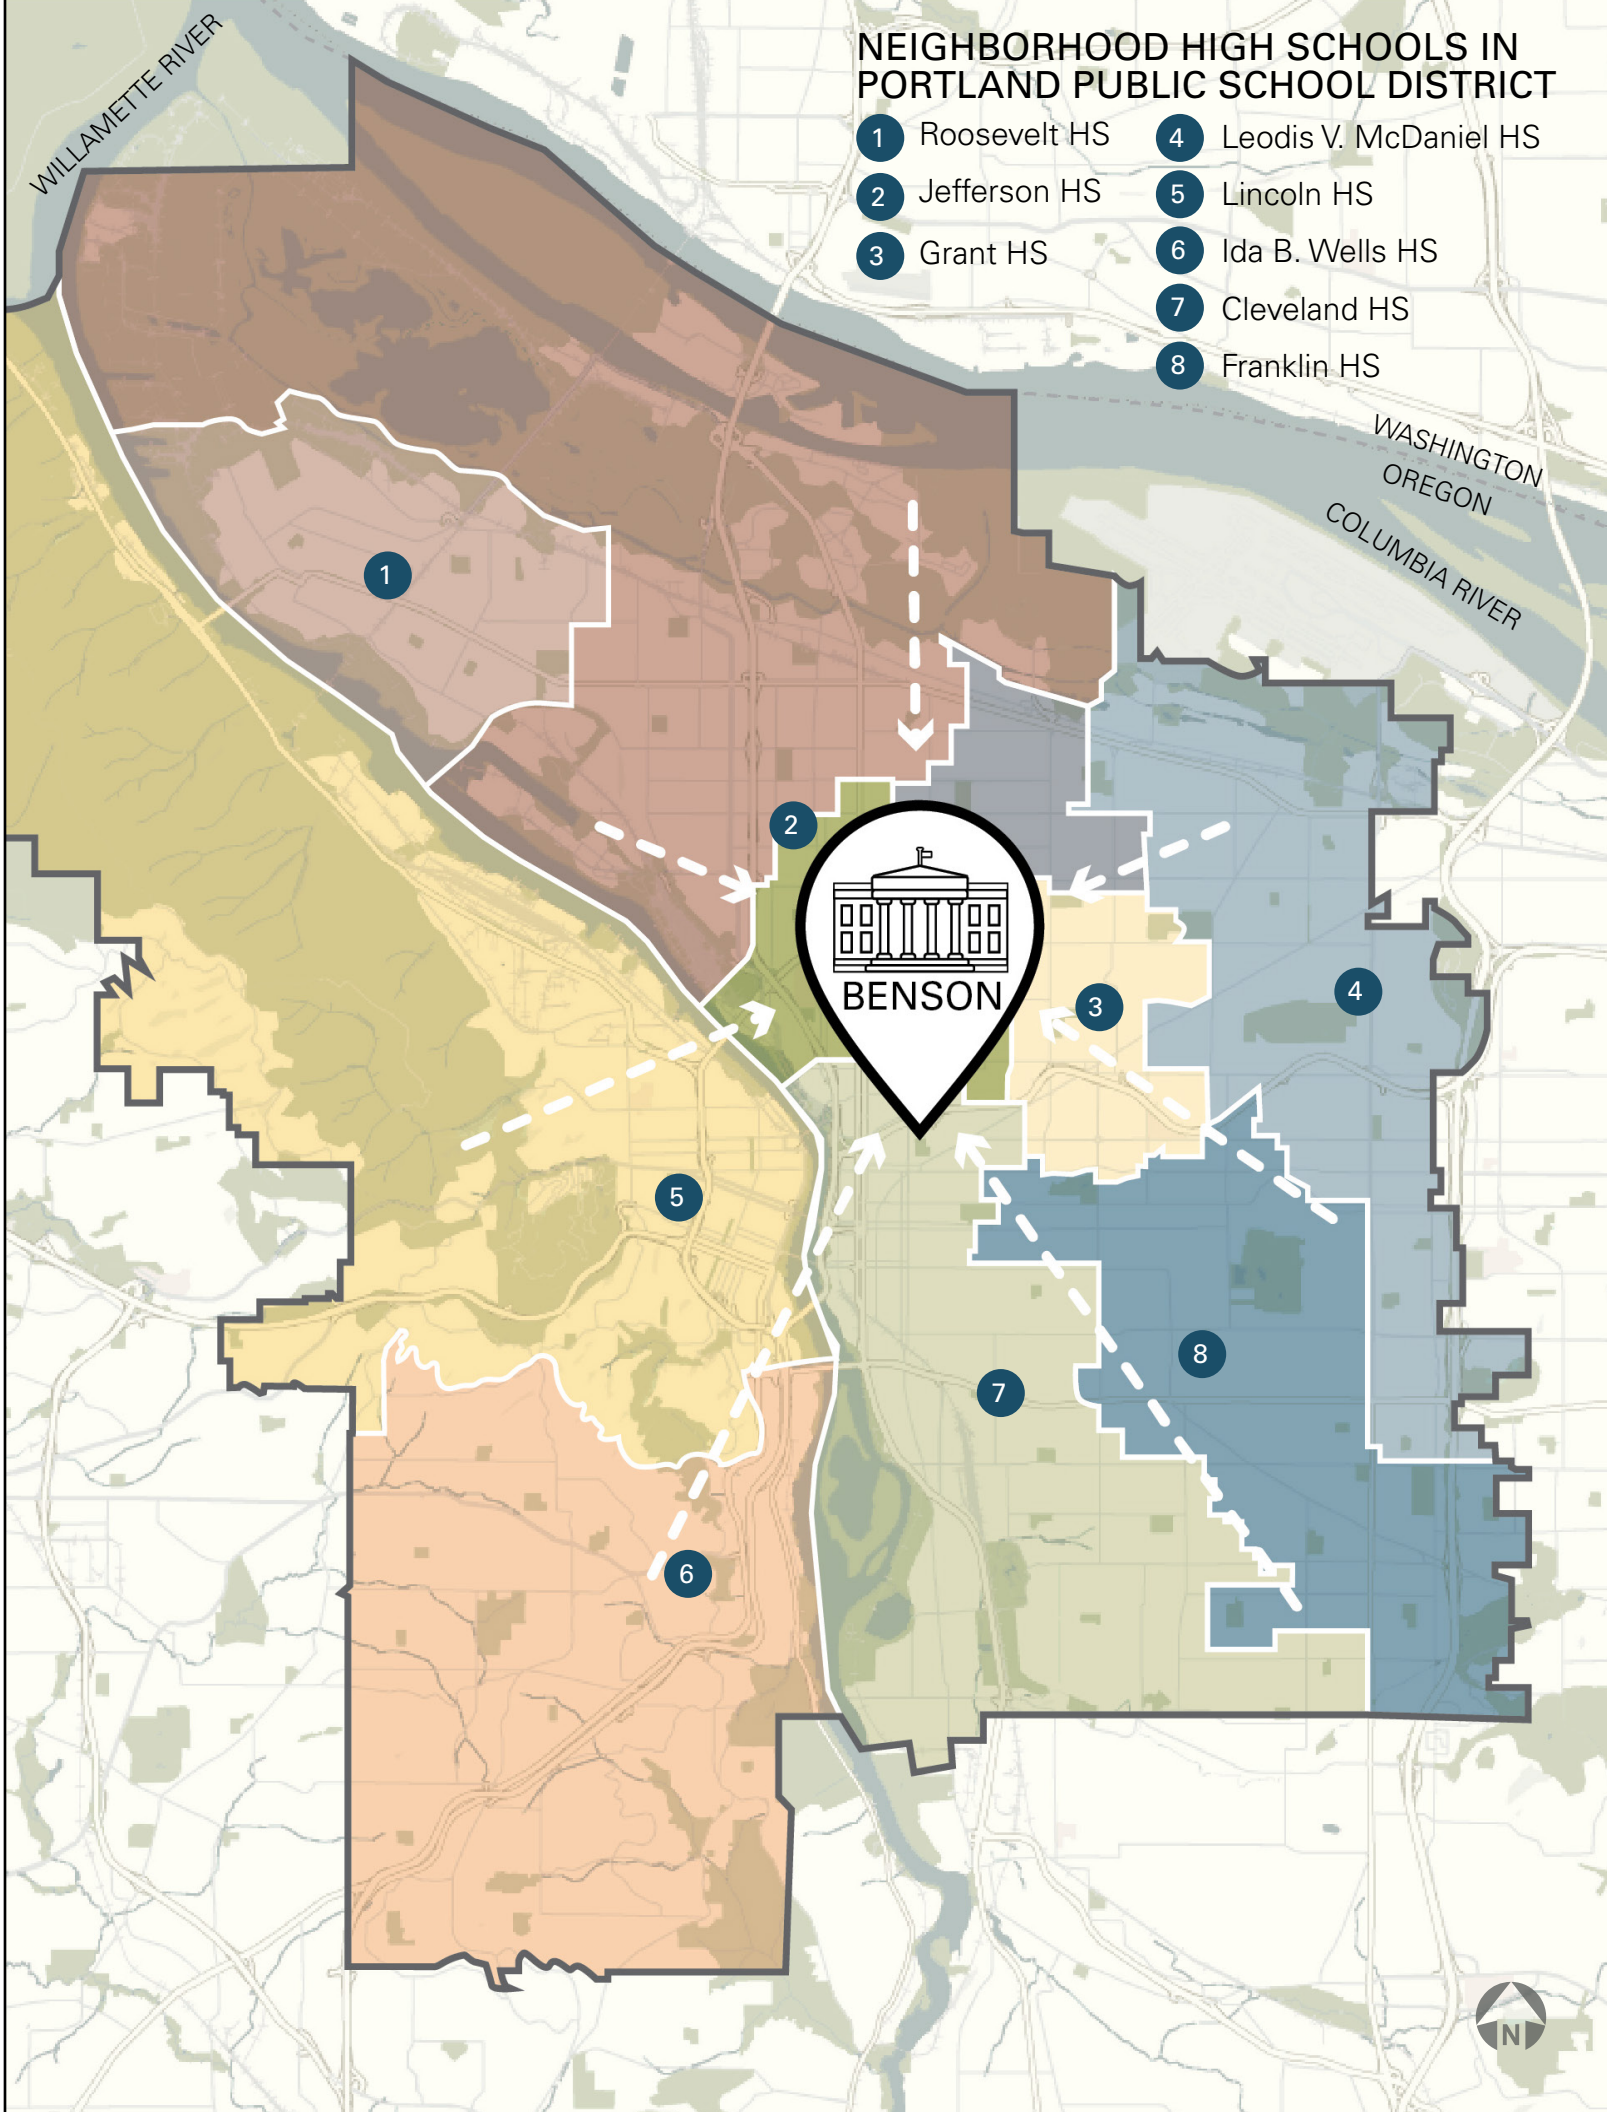 NEIGHBORHOOD HIGH SCHOOLS IN
PORTLAND PUBLIC SCHOOL DISTRICT
1 Roosevelt HS
2 Jefferson HS
3 Grant HS
4 Leodis V. McDaniel HS
5 Lincoln HS
6 Ida B. Wells HS
7 Cleveland HS
8 Franklin HS
WILLAMETTE RIVER
WASHINGTON
OREGON
COLUMBIA RIVER
1
2
BENSON
3
4
5
8
7
6
N